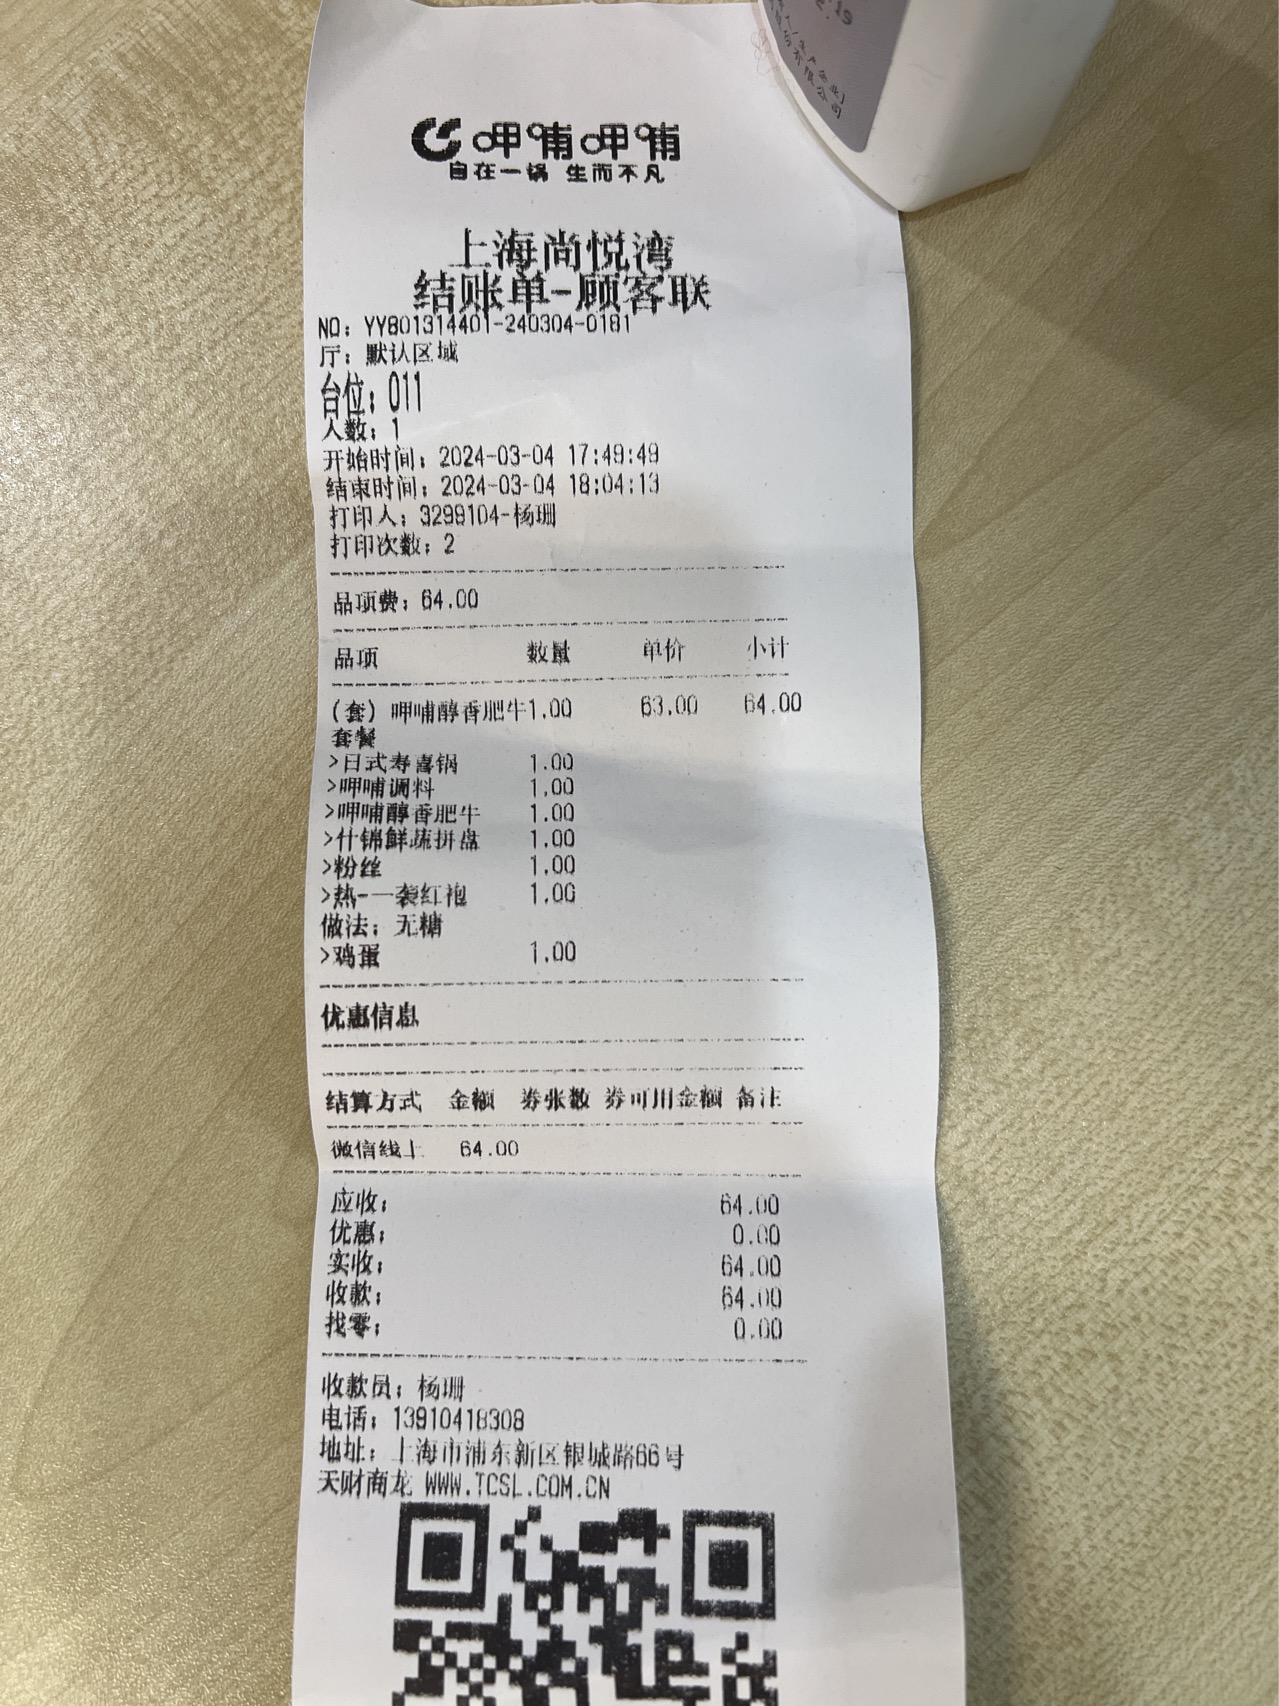 呷哺呷哺
自在一锅 生而不凡
上海尚悦湾
结账单-顾客联
NO：YY801314401-240304-0181
厅：默认区域
台位：011
人数：1
开始时间：2024-03-04 17:49:49
结束时间：2024-03-04 18:04:13
打印人：3299104-杨珊
打印次数：2
品项费：64.00
品项 数量 单价 小计
(套) 呷哺醇香肥牛1.00 63.00 64.00
套餐
>日式寿喜锅 1.00
>呷哺调料 1.00
>呷哺醇香肥牛 1.00
>什锦鲜蔬拼盘 1.00
>粉丝 1.00
>热-一袭红袍 1.00
做法：无糖
>鸡蛋 1.00
优惠信息
结算方式 金额 券张数 券可用金额 备注
微信线上 64.00
应收： 64.00
优惠： 0.00
实收： 64.00
收款： 64.00
找零： 0.00
收款员：杨珊
电话：13910418308
地址：上海市浦东新区银城路66号
天财商龙 WWW.TCSL.COM.CN